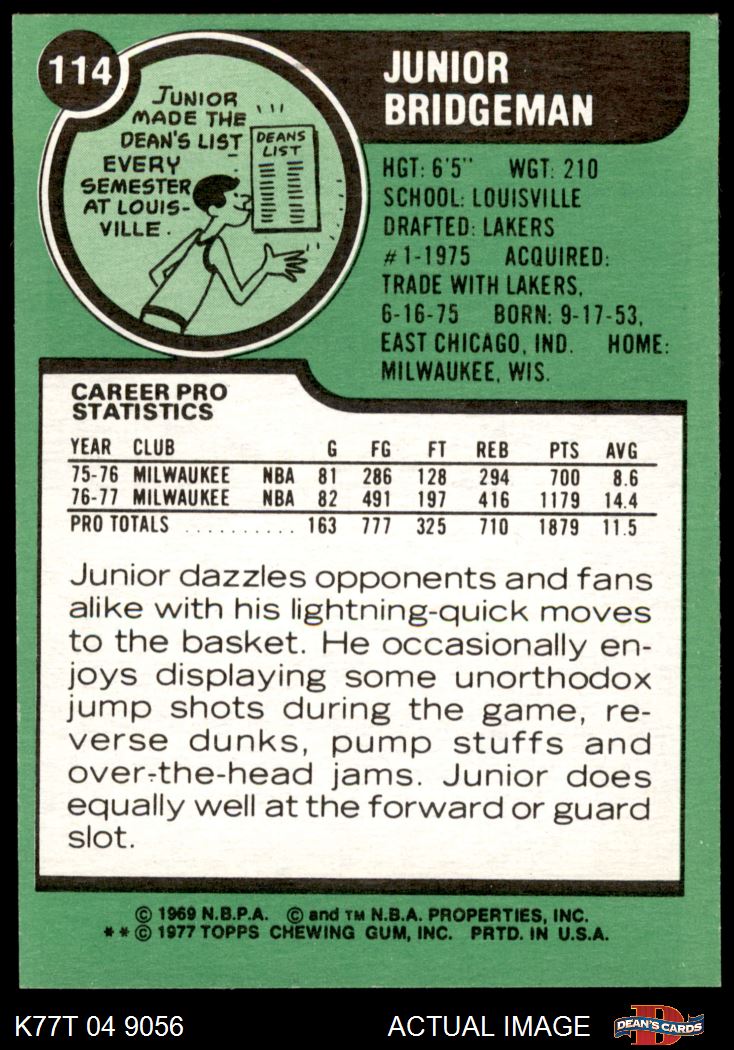 114
JUNIOR
BRIDGEMAN
JUNIOR
MADE THE
DEAN'S LIST
EVERY
SEMESTER
AT LOUIS-
VILLE.
DEANS
LIST
HGT: 6'5" WGT: 210
SCHOOL: LOUISVILLE
DRAFTED: LAKERS
#1-1975 ACQUIRED:
TRADE WITH LAKERS,
6-16-75 BORN: 9-17-53,
EAST CHICAGO, IND. HOME:
MILWAUKEE, WIS.
CAREER PRO
STATISTICS
YEAR CLUB G FG FT REB PTS AVG
75-76 MILWAUKEE NBA 81 286 128 294 700 8.6
76-77 MILWAUKEE NBA 82 491 197 416 1179 14.4
PRO TOTALS .......... 163 777 325 710 1879 11.5
Junior dazzles opponents and fans
alike with his lightning-quick moves
to the basket. He occasionally en-
joys displaying some unorthodox
jump shots during the game, re-
verse dunks, pump stuffs and
over-the-head jams. Junior does
equally well at the forward or guard
slot.
© 1969 N.B.P.A. © and TM N.B.A. PROPERTIES, INC.
**© 1977 TOPPS CHEWING GUM, INC. PRTD. IN U.S.A.
K77T 04 9056 ACTUAL IMAGE
D
DEAN'S CARDS